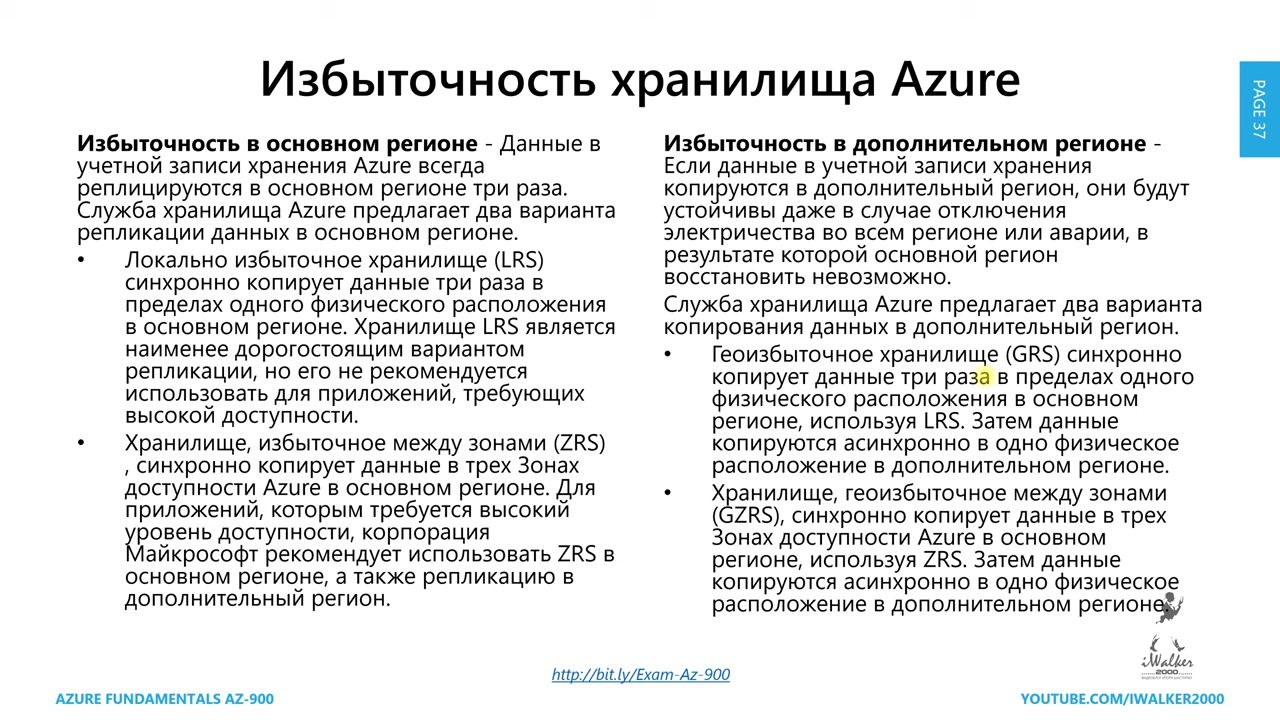 Избыточность хранилища Azure
PAGE 37
Избыточность в основном регионе - Данные в
учетной записи хранения Azure всегда
реплицируются в основном регионе три раза.
Служба хранилища Azure предлагает два варианта
репликации данных в основном регионе.
• Локально избыточное хранилище (LRS)
синхронно копирует данные три раза в
пределах одного физического расположения
в основном регионе. Хранилище LRS является
наименее дорогостоящим вариантом
репликации, но его не рекомендуется
использовать для приложений, требующих
высокой доступности.
• Хранилище, избыточное между зонами (ZRS)
, синхронно копирует данные в трех Зонах
доступности Azure в основном регионе. Для
приложений, которым требуется высокий
уровень доступности, корпорация
Майкрософт рекомендует использовать ZRS в
основном регионе, а также репликацию в
дополнительный регион.
Избыточность в дополнительном регионе -
Если данные в учетной записи хранения
копируются в дополнительный регион, они будут
устойчивы даже в случае отключения
электричества во всем регионе или аварии, в
результате которой основной регион
восстановить невозможно.
Служба хранилища Azure предлагает два варианта
копирования данных в дополнительный регион.
• Геоизбыточное хранилище (GRS) синхронно
копирует данные три раза в пределах одного
физического расположения в основном
регионе, используя LRS. Затем данные
копируются асинхронно в одно физическое
расположение в дополнительном регионе.
• Хранилище, геоизбыточное между зонами
(GZRS), синхронно копирует данные в трех
Зонах доступности Azure в основном
регионе, используя ZRS. Затем данные
копируются асинхронно в одно физическое
расположение в дополнительном регионе.
iWalker
2000
http://bit.ly/Exam-Az-900
AZURE FUNDAMENTALS AZ-900
YOUTUBE.COM/IWALKER2000